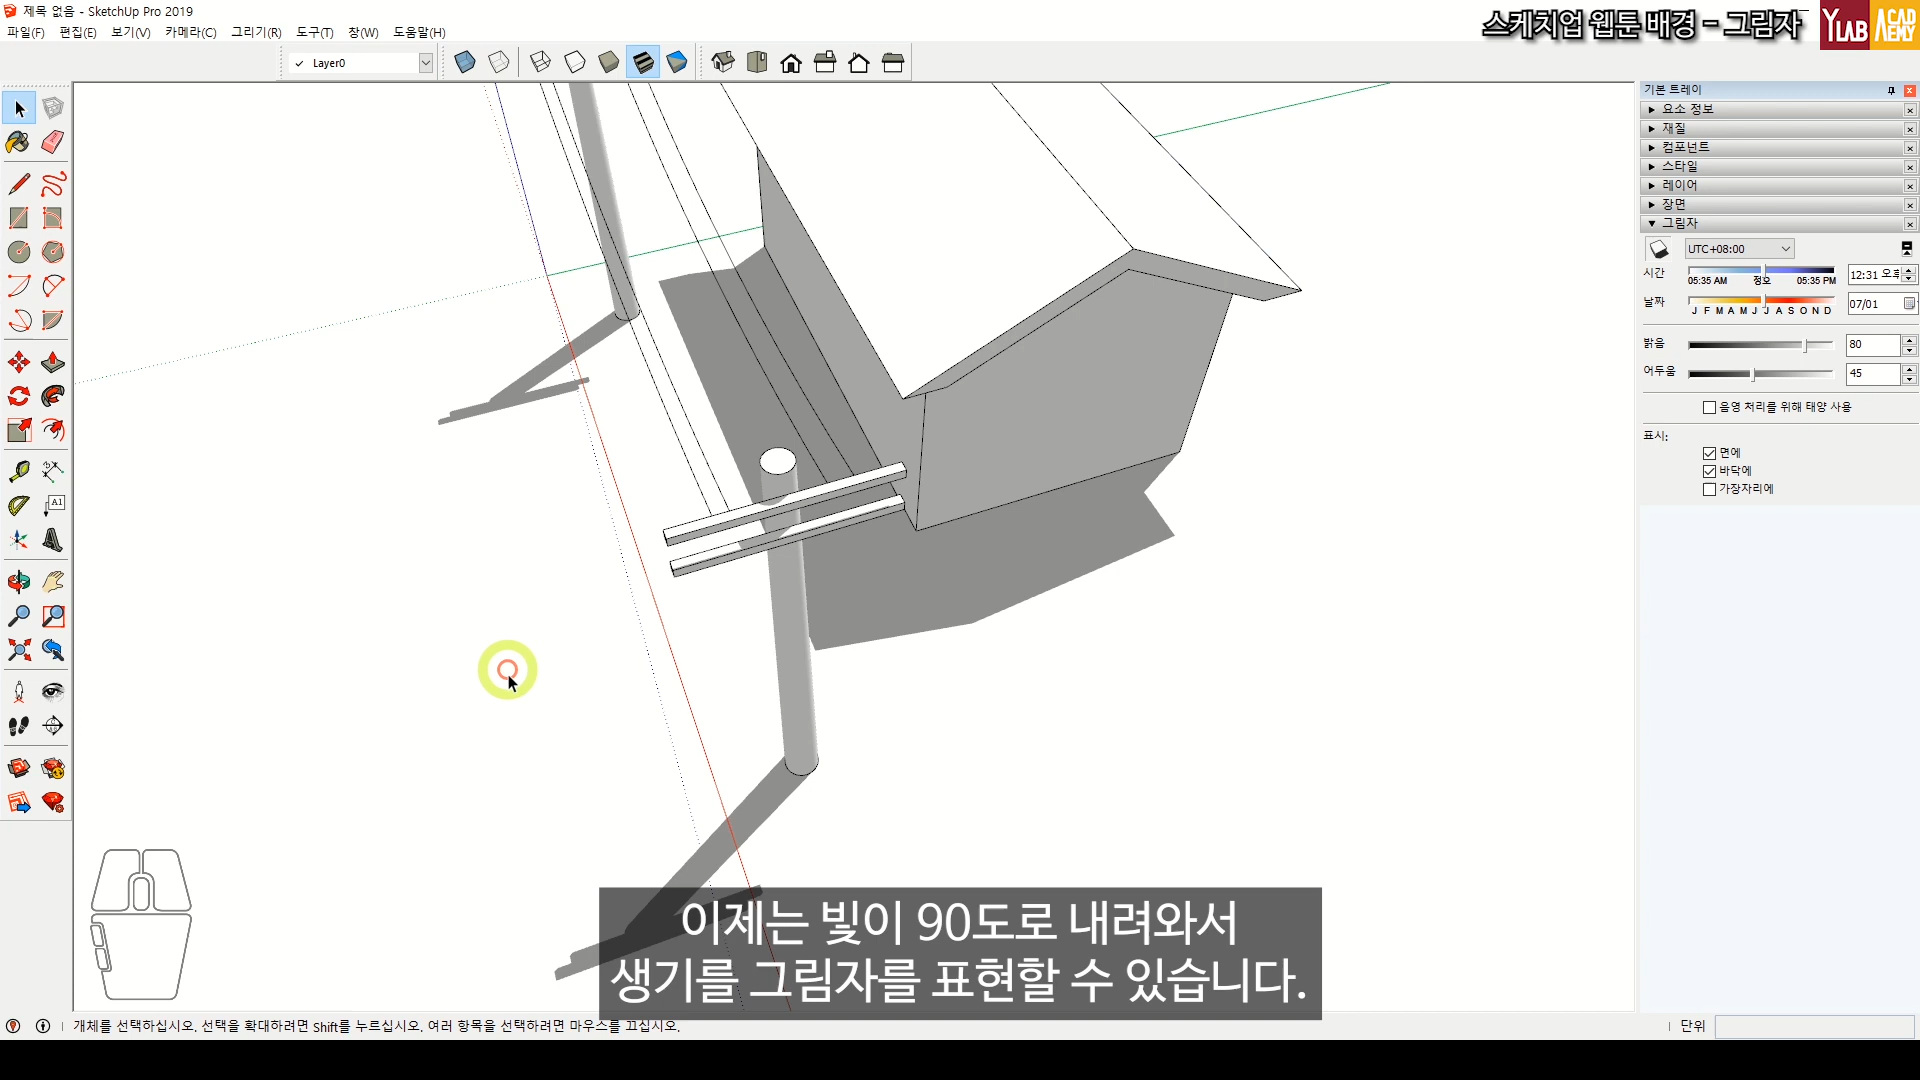 제목 없음 - SketchUp Pro 2019
스케치업 웹툰 배경 - 그림자
YLAB ACADEMY
파일(F) 편집(E) 보기(V) 카메라(C) 그리기(R) 도구(T) 창(W) 도움말(H)
Layer0
기본 트레이
요소 정보
재질
컴포넌트
스타일
레이어
장면
그림자
UTC+08:00
시간
12:31 오후
05:35 AM 정오 05:35 PM
날짜
07/01
J F M A M J J A S O N D
밝음
80
어두움
45
음영 처리를 위해 태양 사용
표시:
면에
바닥에
가장자리에
A1
이제는 빛이 90도로 내려와서
생기를 그림자를 표현할 수 있습니다.
개체를 선택하십시오. 선택을 확대하려면 Shift를 누르십시오. 여러 항목을 선택하려면 마우스를 끄십시오.
단위